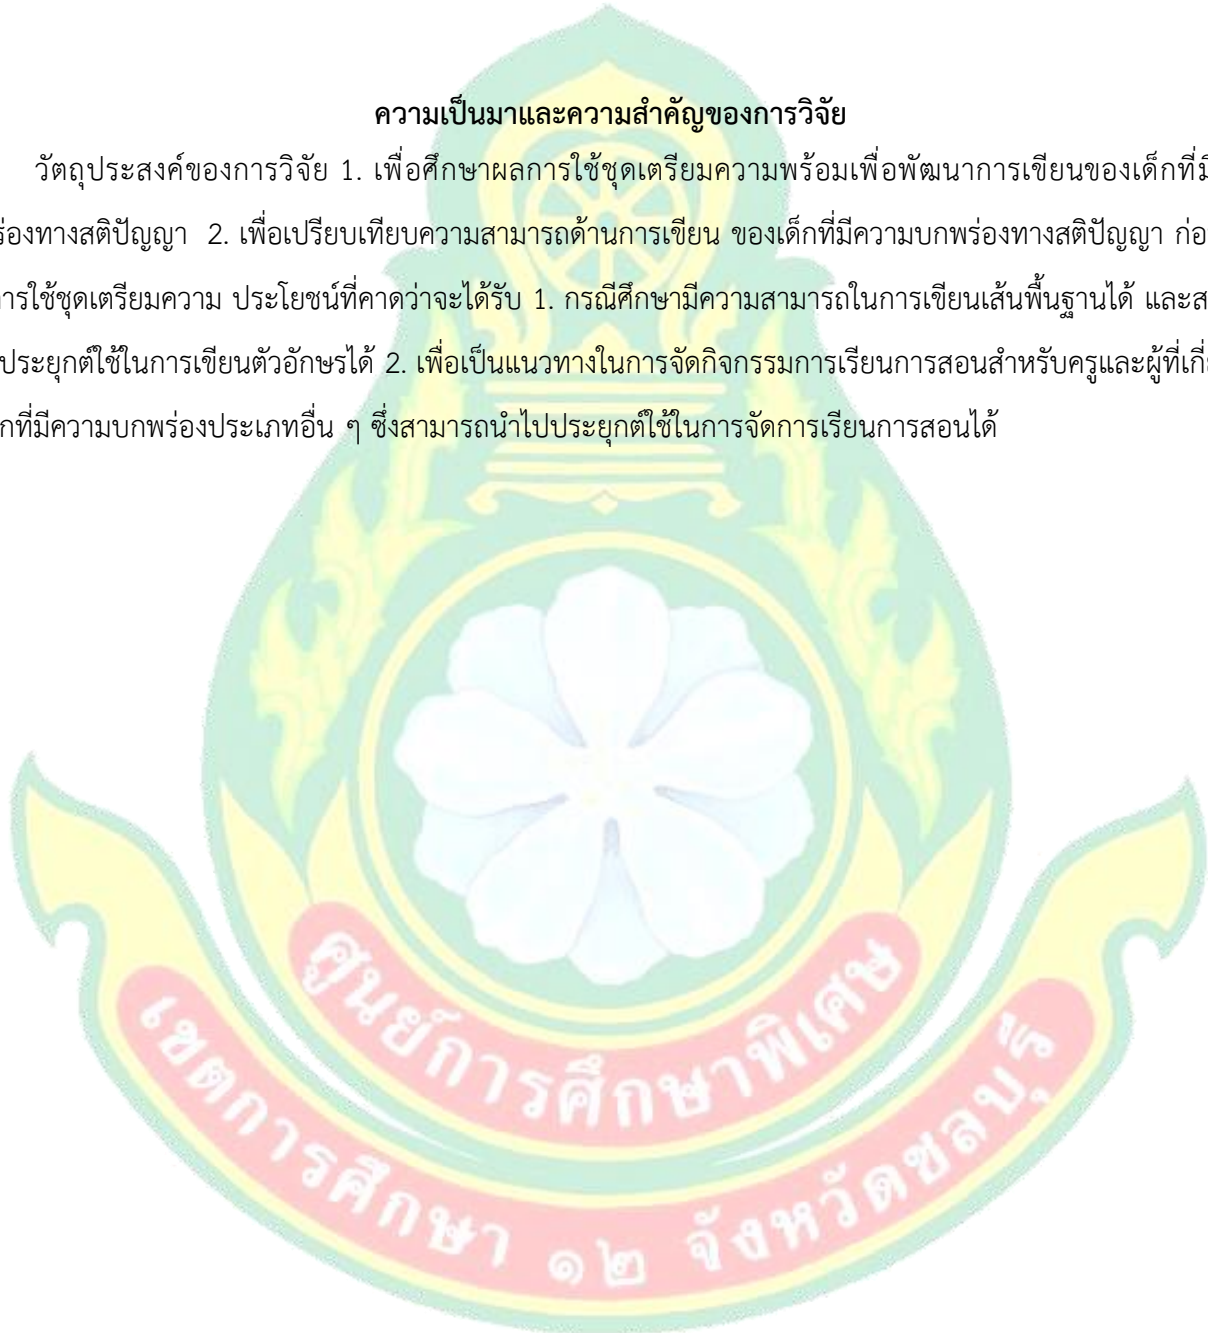 ความเป็นมาและความสำคัญของการวิจัย
วัตถุประสงค์ของการวิจัย 1. เพื่อศึกษาผลการใช้ชุดเตรียมความพร้อมเพื่อพัฒนาการเขียนของเด็กที่มี
ร่องทางสติปัญญา 2. เพื่อเปรียบเทียบความสามารถด้านการเขียน ของเด็กที่มีความบกพร่องทางสติปัญญา ก่อ
การใช้ชุดเตรียมความ ประโยชน์ที่คาดว่าจะได้รับ 1. กรณีศึกษามีความสามารถในการเขียนเส้นพื้นฐานได้ และส
ประยุกต์ใช้ในการเขียนตัวอักษรได้ 2. เพื่อเป็นแนวทางในการจัดกิจกรรมการเรียนการสอนสำหรับครูและผู้ที่เกี่
กที่มีความบกพร่องประเภทอื่น ๆ ซึ่งสามารถนำไปประยุกต์ใช้ในการจัดการเรียนการสอนได้
ศูนย์การศึกษาพิเศษ
เขตการศึกษา ๑๒ จังหวัดชลบุรี